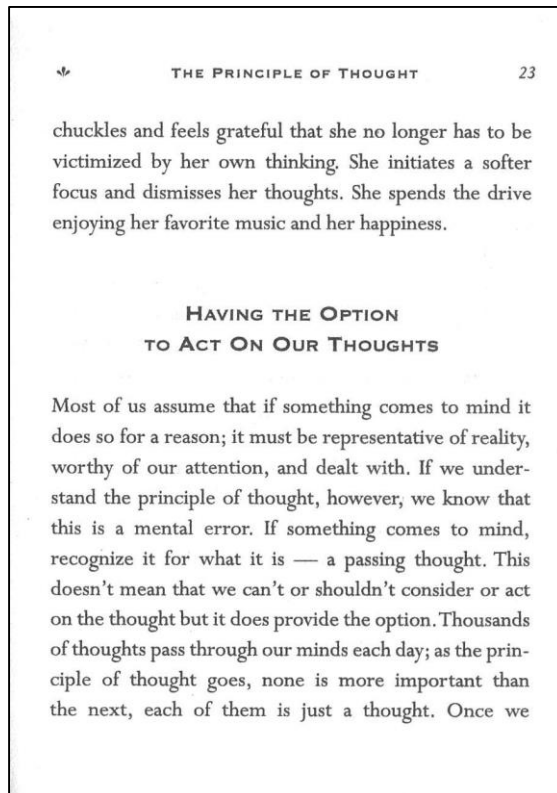 THE PRINCIPLE OF THOUGHT 23
chuckles and feels grateful that she no longer has to be
victimized by her own thinking. She initiates a softer
focus and dismisses her thoughts. She spends the drive
enjoying her favorite music and her happiness.
HAVING THE OPTION
TO ACT ON OUR THOUGHTS
Most of us assume that if something comes to mind it
does so for a reason; it must be representative of reality,
worthy of our attention, and dealt with. If we under-
stand the principle of thought, however, we know that
this is a mental error. If something comes to mind,
recognize it for what it is — a passing thought. This
doesn't mean that we can't or shouldn't consider or act
on the thought but it does provide the option. Thousands
of thoughts pass through our minds each day; as the prin-
ciple of thought goes, none is more important than
the next, each of them is just a thought. Once we